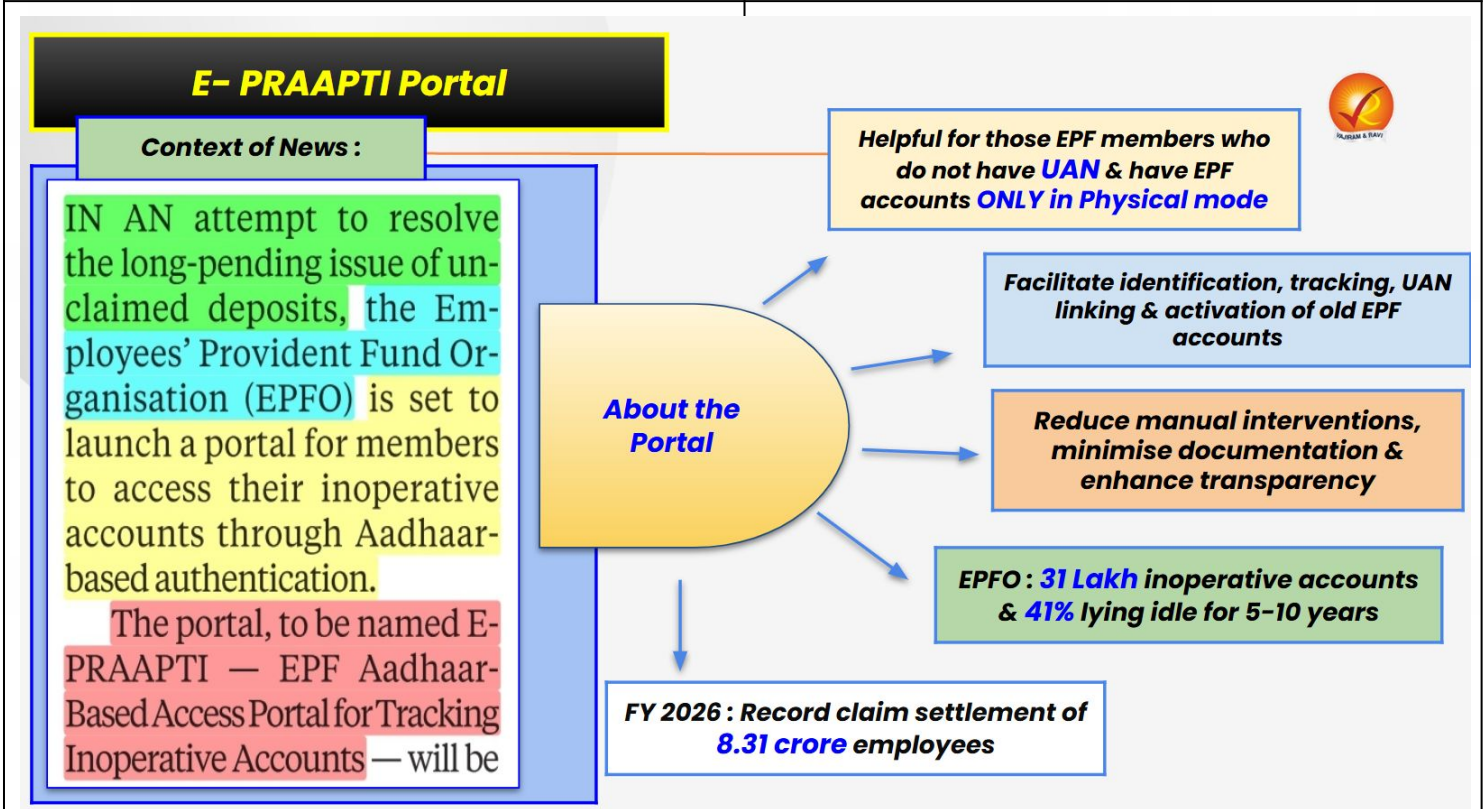 E- PRAAPTI Portal
Context of News :
IN AN attempt to resolve
the long-pending issue of un-
claimed deposits, the Em-
ployees' Provident Fund Or-
ganisation (EPFO) is set to
launch a portal for members
to access their inoperative
accounts through Aadhaar-
based authentication.
The portal, to be named E-
PRAAPTI — EPF Aadhaar-
Based Access Portal for Tracking
Inoperative Accounts — will be
About the
Portal
Helpful for those EPF members who
do not have UAN & have EPF
accounts ONLY in Physical mode
Facilitate identification, tracking, UAN
linking & activation of old EPF
accounts
Reduce manual interventions,
minimise documentation &
enhance transparency
EPFO : 31 Lakh inoperative accounts
& 41% lying idle for 5-10 years
FY 2026 : Record claim settlement of
8.31 crore employees
VAJIRAM & RAVI